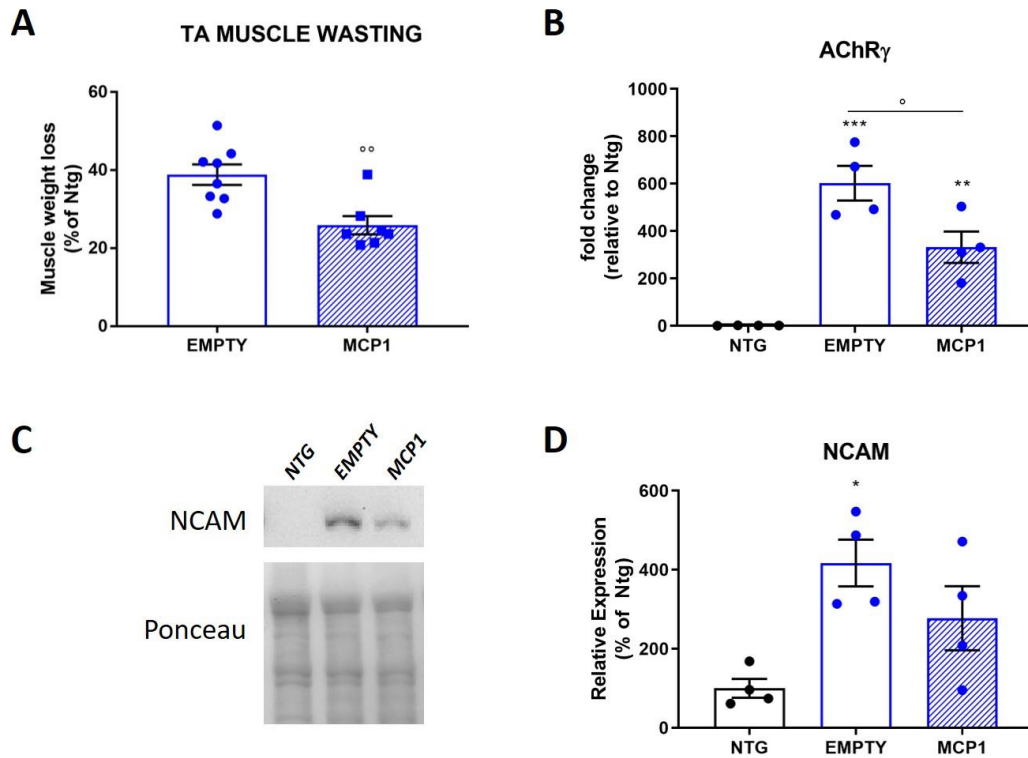 A
TA MUSCLE WASTING
Muscle weight loss
(%of Ntg)
60
40
20
0
°°
EMPTY
MCP1
B
AChRγ
fold change
(relative to Ntg)
1000
800
600
400
200
0
°
***
**
NTG
EMPTY
MCP1
C
NTG
EMPTY
MCP1
NCAM
Ponceau
D
NCAM
Relative Expression
(% of Ntg)
600
400
200
0
*
NTG
EMPTY
MCP1